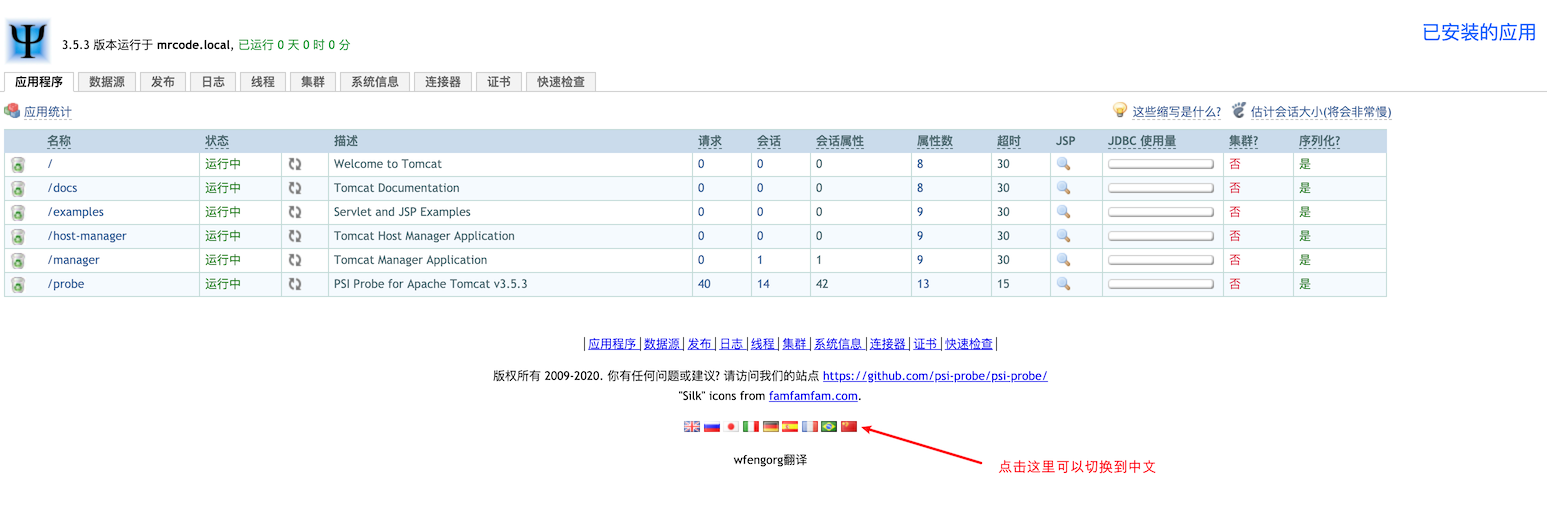 已安装的应用
3.5.3 版本运行于 mrcode.local, 已运行 0 天 0 时 0 分
应用程序 数据源 发布 日志 线程 集群 系统信息 连接器 证书 快速检查
应用统计 这些缩写是什么? 估计会话大小(将会非常慢)
名称 状态 描述 请求 会话 会话属性 属性数 超时 JSP JDBC 使用量 集群? 序列化?
/ 运行中 Welcome to Tomcat 0 0 0 8 30 否 是
/docs 运行中 Tomcat Documentation 0 0 0 8 30 否 是
/examples 运行中 Servlet and JSP Examples 0 0 0 9 30 否 是
/host-manager 运行中 Tomcat Host Manager Application 0 0 0 9 30 否 是
/manager 运行中 Tomcat Manager Application 0 1 1 9 30 否 是
/probe 运行中 PSI Probe for Apache Tomcat v3.5.3 40 14 42 13 15 否 是
| 应用程序 | 数据源 | 发布 | 日志 | 线程 | 集群 | 系统信息 | 连接器 | 证书 | 快速检查 |
版权所有 2009-2020. 你有任何问题或建议? 请访问我们的站点 https://github.com/psi-probe/psi-probe/
"Silk" icons from famfamfam.com.
wfengorg翻译
点击这里可以切换到中文